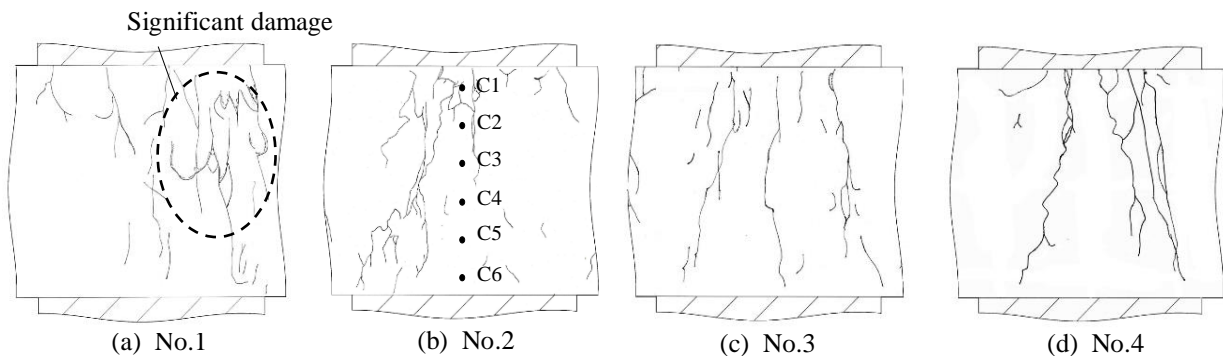 Significant damage
C1
C2
C3
C4
C5
C6
(a) No.1
(b) No.2
(c) No.3
(d) No.4